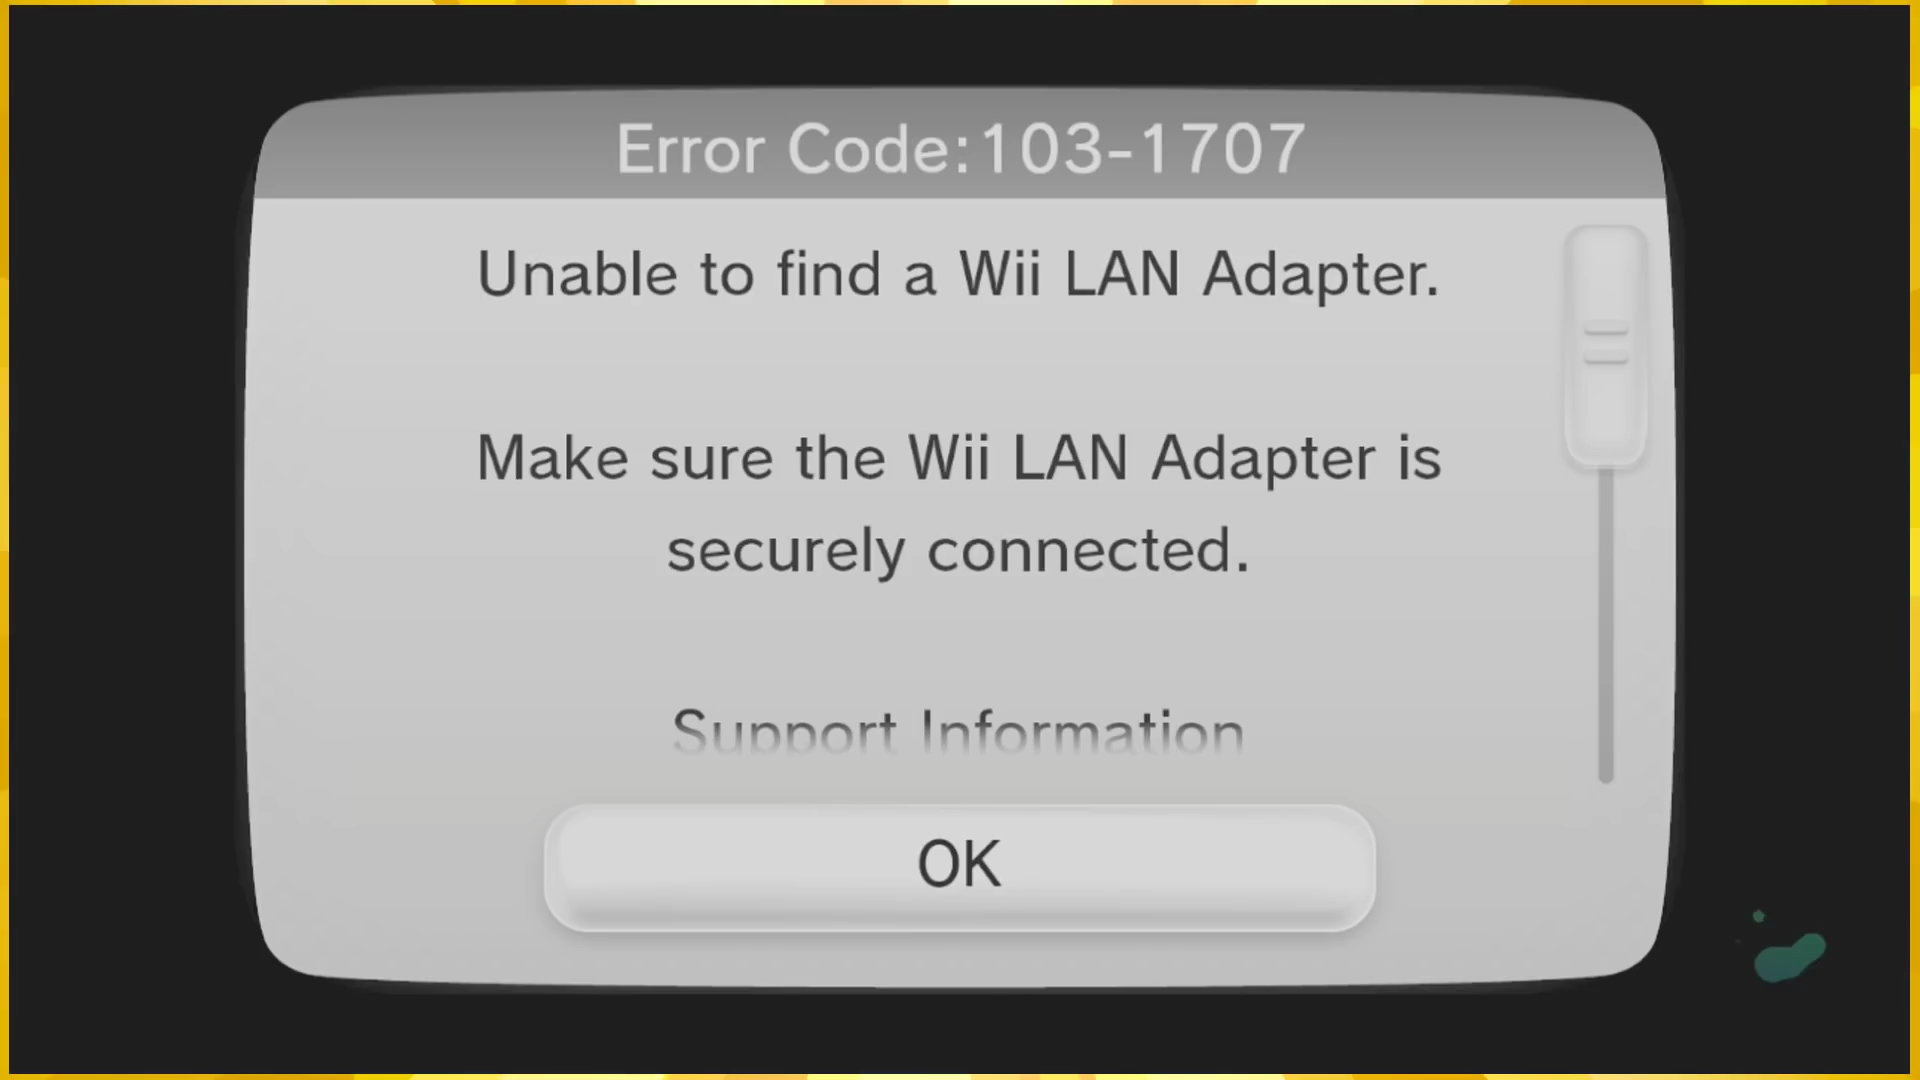 Error Code:103-1707
Unable to find a Wii LAN Adapter.
Make sure the Wii LAN Adapter is
securely connected.
Support Information
OK